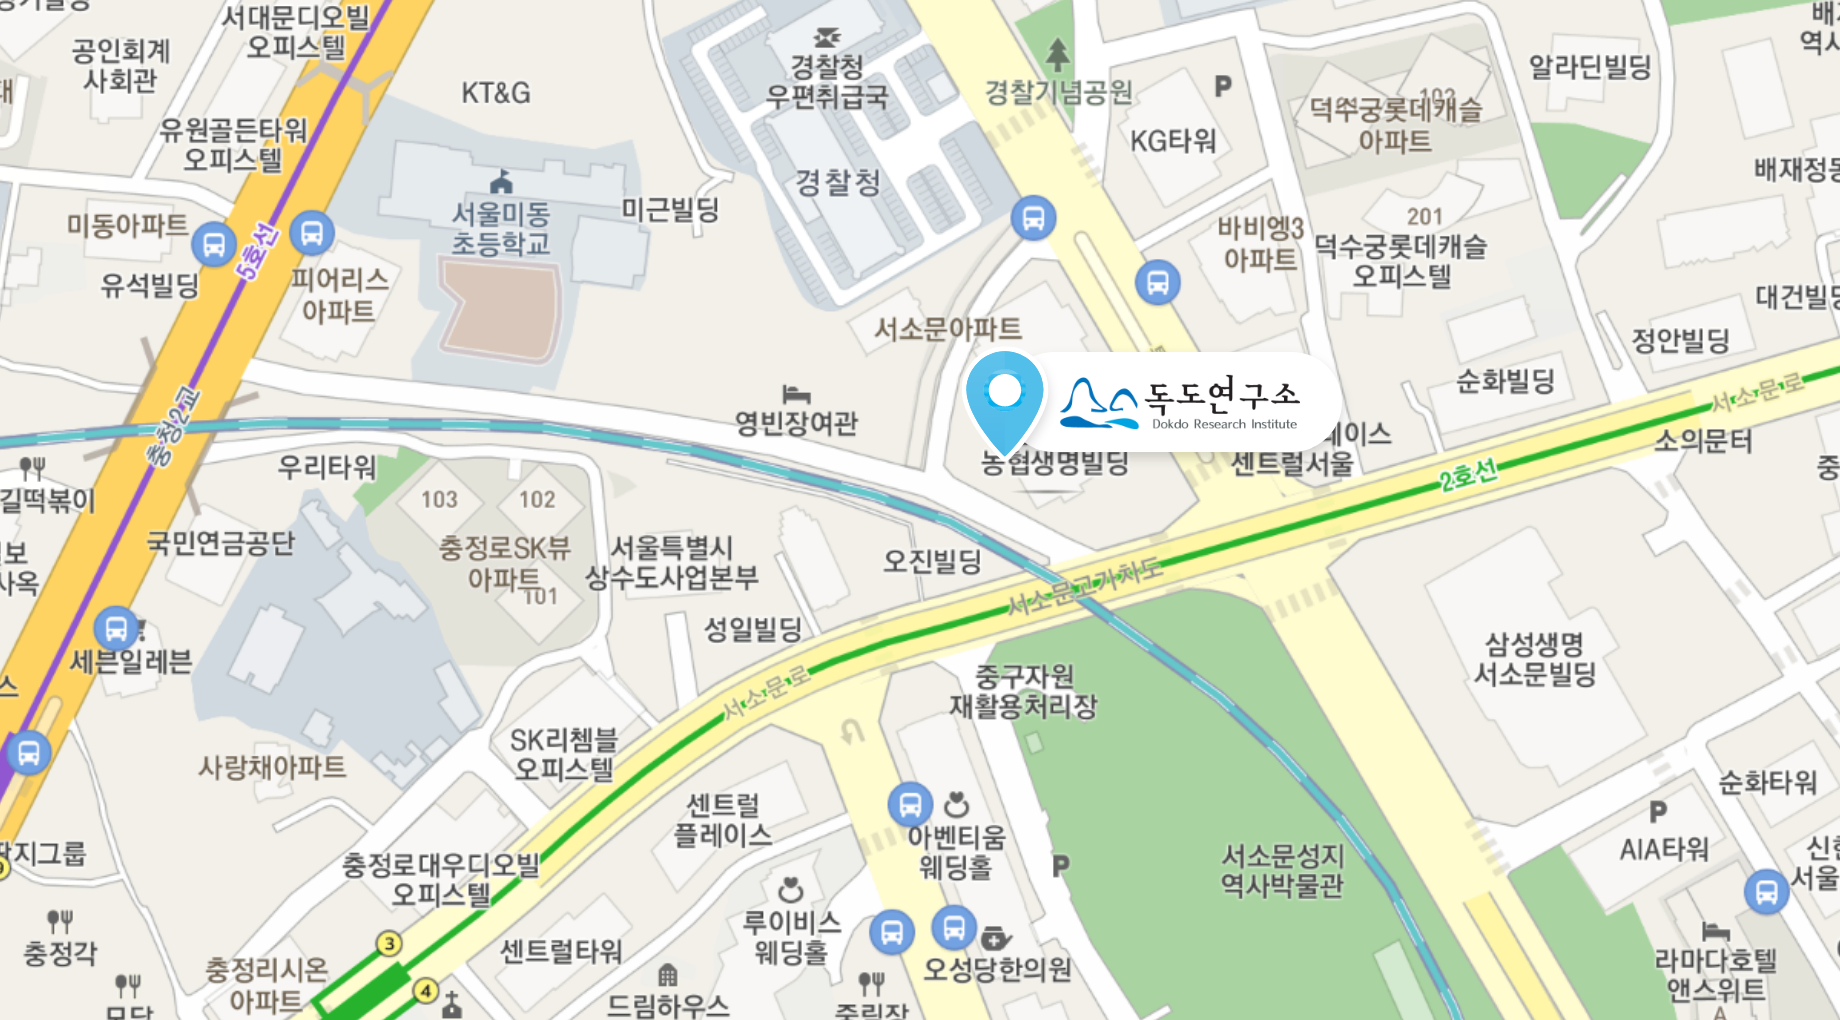 서대문디오빌
오피스텔
공인회계
사회관
KT&G
경찰청
우편취급국
경찰기념공원
P
KG타워
덕수궁롯데캐슬
아파트
알라딘빌딩
유원골든타워
오피스텔
서울미동
초등학교
미근빌딩
경찰청
배재정동
미동아파트
유석빌딩
5호선
피어리스
아파트
바비엥3
아파트
201
덕수궁롯데캐슬
오피스텔
대건빌딩
서소문아파트
정안빌딩
순화빌딩
서소문로
독도연구소
Dokdo Research Institute
영빈장여관
충정2교
농협생명빌딩
센트럴서울
2호선
소의문터
우리타워
103
102
국민연금공단
충정로SK뷰
아파트
101
서울특별시
상수도사업본부
오진빌딩
서소문고가차도
성일빌딩
세븐일레븐
서소문로
중구자원
재활용처리장
삼성생명
서소문빌딩
SK리쳄블
오피스텔
사랑채아파트
센트럴
플레이스
아벤티움
웨딩홀
P
서소문성지
역사박물관
순화타워
P
AIA타워
충정로대우디오빌
오피스텔
루이비스
웨딩홀
충정각
3
4
센트럴타워
오성당한의원
라마다호텔
앤스위트
충정리시온
아파트
드림하우스